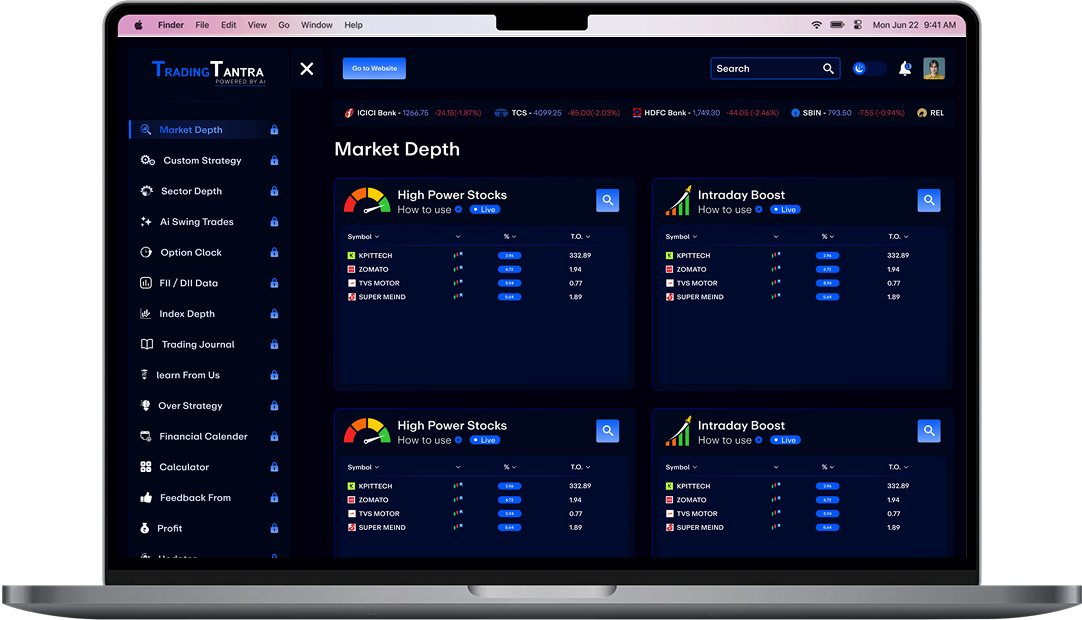 Finder File Edit View Go Window Help Mon Jun 22 9:41 AM
TRADINGTANTRA
POWERED BY AI
Go to Website
Search
ICICI Bank - 1266.75 -24.15(-1.87%) TCS - 4099.25 -85.00(-2.03%) HDFC Bank - 1,749.30 -44.05 (-2.46%) SBIN - 793.50 -7.55 (-0.94%) REL
Market Depth
Custom Strategy
Sector Depth
Ai Swing Trades
Option Clock
FII / DII Data
Index Depth
Trading Journal
learn From Us
Over Strategy
Financial Calender
Calculator
Feedback From
Profit
Market Depth
High Power Stocks
How to use Live
Symbol % T.O.
KPITTECH 2.96 332.89
ZOMATO 6.72 1.94
TVS MOTOR 5.94 0.77
SUPER MEIND 5.64 1.89
Intraday Boost
How to use Live
Symbol % T.O.
KPITTECH 2.96 332.89
ZOMATO 6.72 1.94
TVS MOTOR 5.94 0.77
SUPER MEIND 5.64 1.89
High Power Stocks
How to use Live
Symbol % T.O.
KPITTECH 2.96 332.89
ZOMATO 6.72 1.94
TVS MOTOR 5.94 0.77
SUPER MEIND 5.64 1.89
Intraday Boost
How to use Live
Symbol % T.O.
KPITTECH 2.96 332.89
ZOMATO 6.72 1.94
TVS MOTOR 5.94 0.77
SUPER MEIND 5.64 1.89